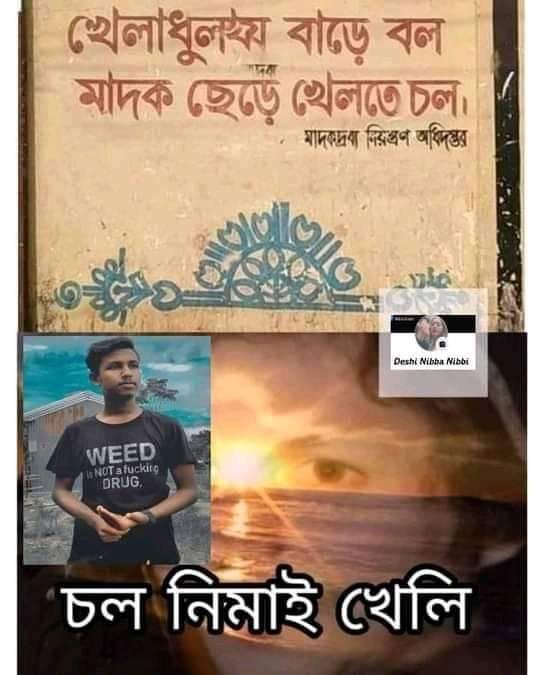 খেলাধুলস্ক্য বাড়ে বল
মাদক ছেড়ে খেলতে চল।
মাদকদ্রব্য নিয়ন্ত্রণ অধিদপ্তর
Deshi Nibba Nibbi
WEED
is NOT a fucking
DRUG.
চল নিমাই খেলি